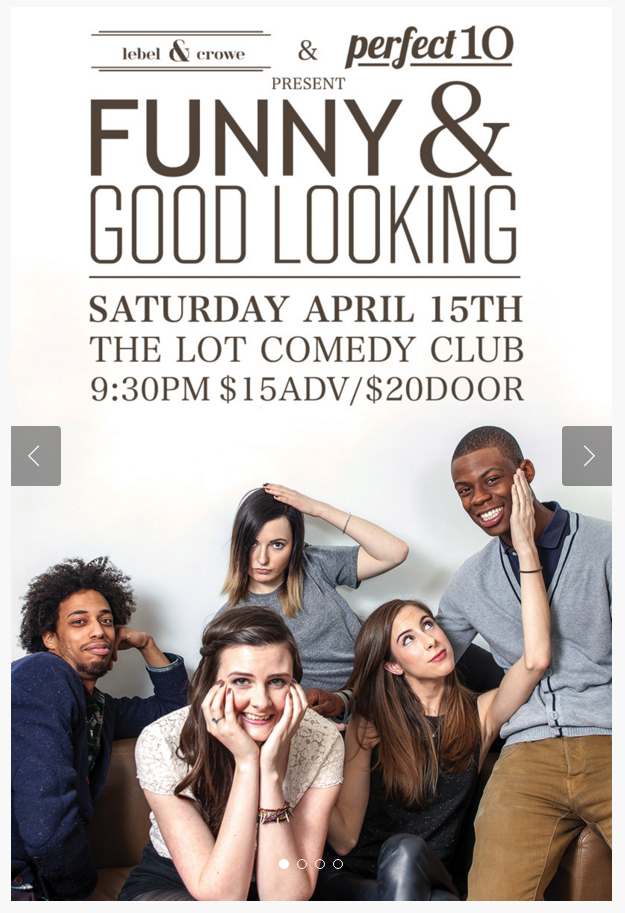 lebel & crowe & perfect10
PRESENT
FUNNY &
GOOD LOOKING
SATURDAY APRIL 15TH
THE LOT COMEDY CLUB
9:30PM $15ADV/$20DOOR